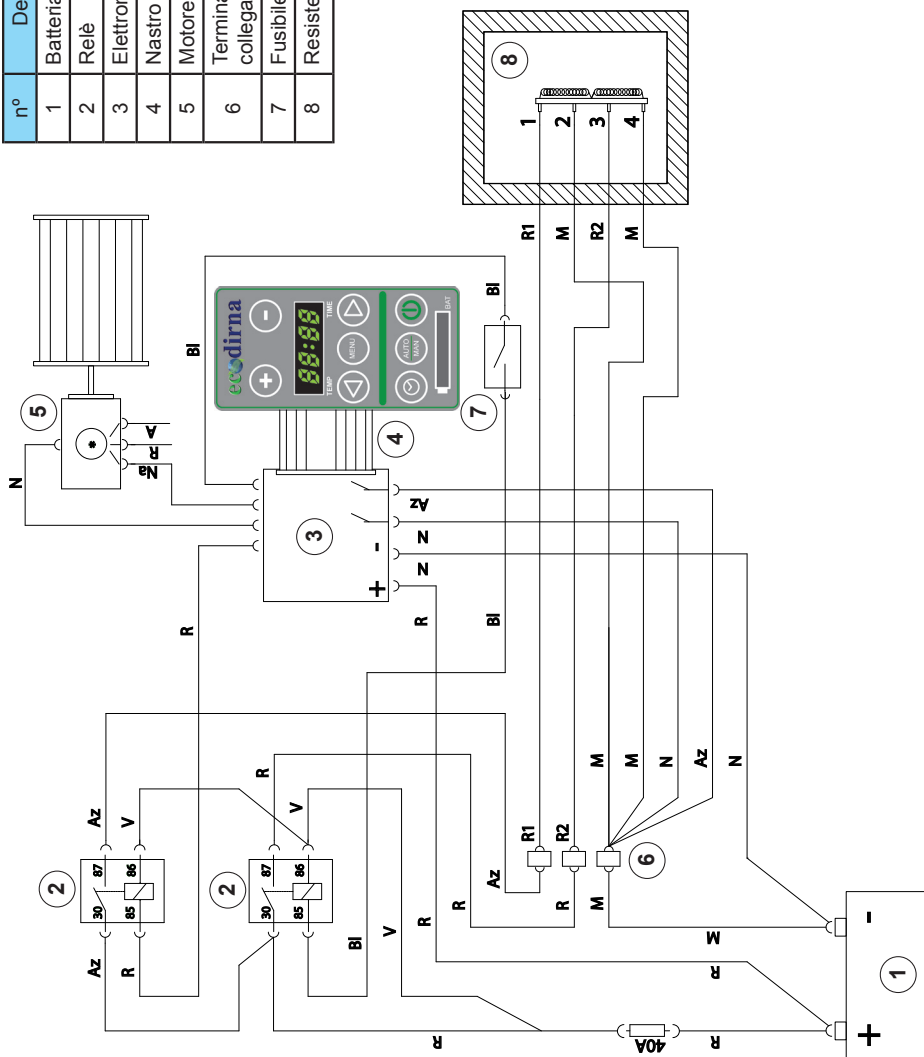 nº De
1 Batteria
2 Relè
3 Elettron
4 Nastro
5 Motore
6 Termina
collega
7 Fusibile
8 Resiste
8
1
2
3
4
R1
M
R2
M
5
*
N
A
R
Na
Bl
ecodirna
+ -
88:88
TEMP TIME
MENU
AUTO
MAN
BAT
Bl
7
4
3
+ -
Az
N
N
R
Bl
R
2
30 87
85 86
Az
V
Az
R
2
30 87
85 86
R
V
Bl
V
R
R
Az
R
M
R1
R2
6
M
M
N
Az
N
M
R
R
R
40A
1
+ -